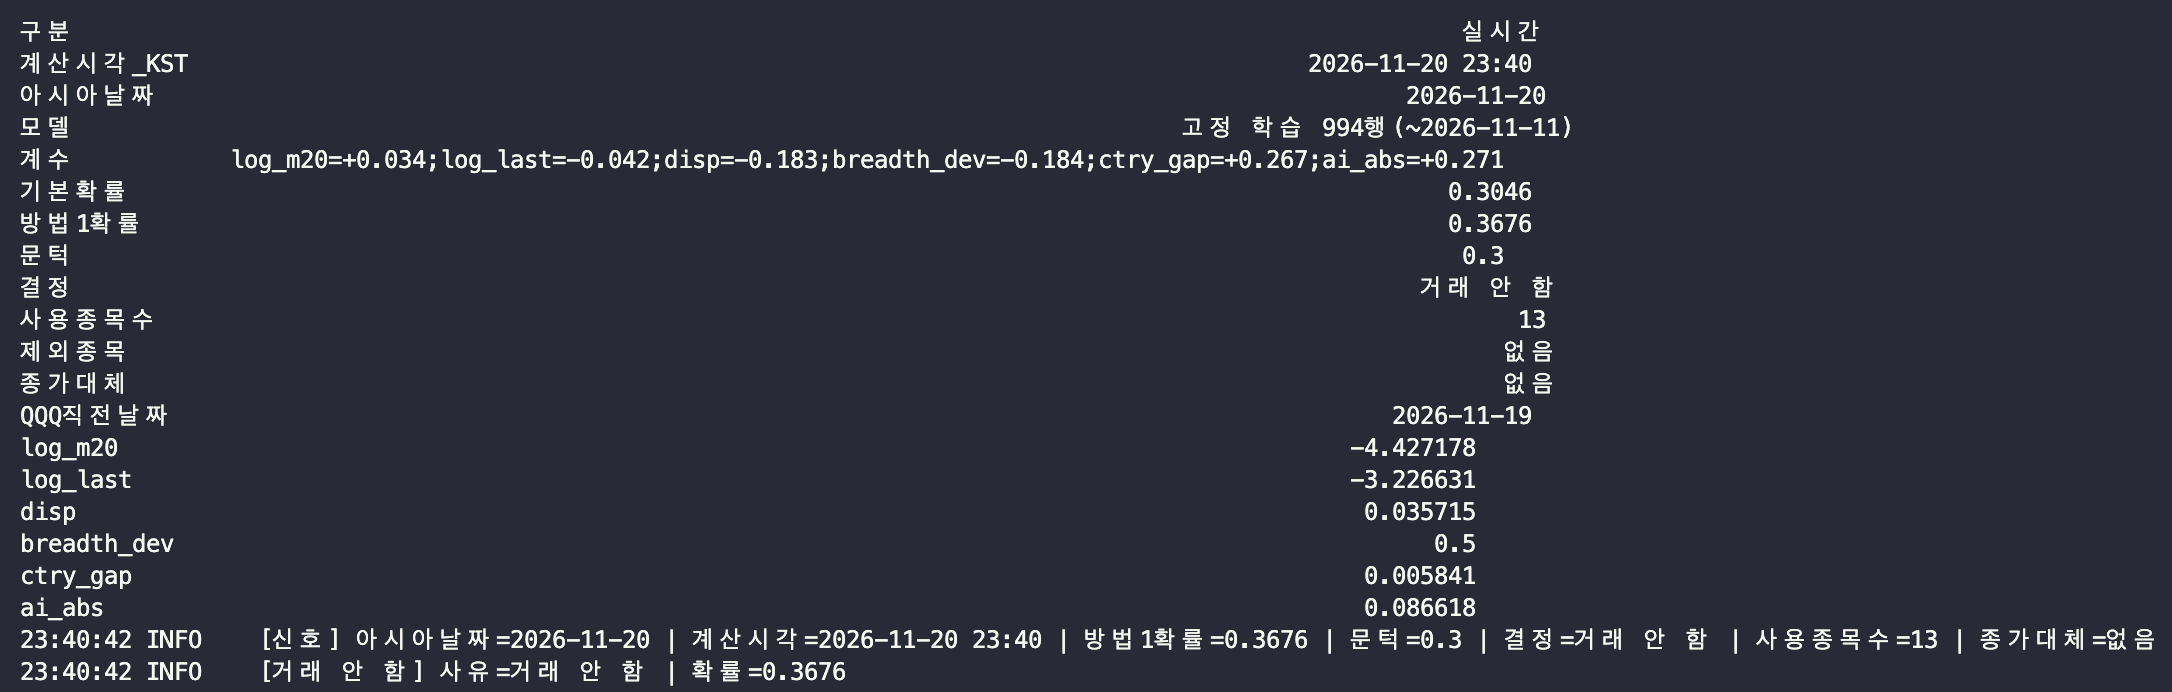 구분 실시간
계산시각_KST 2026-11-20 23:40
아시아날짜 2026-11-20
모델 고정 학습 994행(~2026-11-11)
계수 log_m20=+0.034;log_last=-0.042;disp=-0.183;breadth_dev=-0.184;ctry_gap=+0.267;ai_abs=+0.271
기본확률 0.3046
방법1확률 0.3676
문턱 0.3
결정 거래 안 함
사용종목수 13
제외종목 없음
종가대체 없음
QQQ직전날짜 2026-11-19
log_m20 -4.427178
log_last -3.226631
disp 0.035715
breadth_dev 0.5
ctry_gap 0.005841
ai_abs 0.086618
23:40:42 INFO [신호] 아시아날짜=2026-11-20 | 계산시각=2026-11-20 23:40 | 방법1확률=0.3676 | 문턱=0.3 | 결정=거래 안 함 | 사용종목수=13 | 종가대체=없음
23:40:42 INFO [거래 안 함] 사유=거래 안 함 | 확률=0.3676